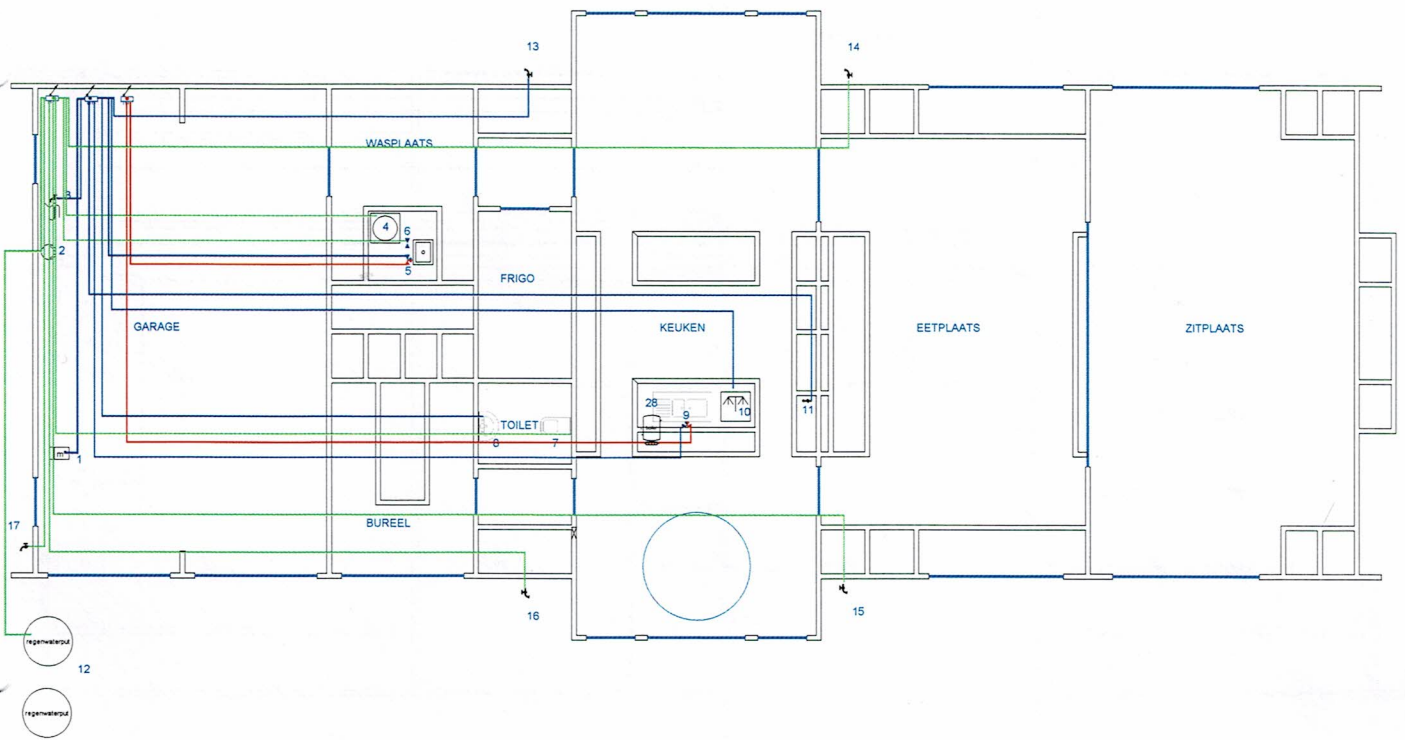 13
14
WASPLAATS
3
4
6
2
5
FRIGO
GARAGE
KEUKEN
EETPLAATS
ZITPLAATS
28
10
11
9
TOILET
8
7
m³
1
17
BUREEL
16
15
regenwaterput
12
regenwaterput